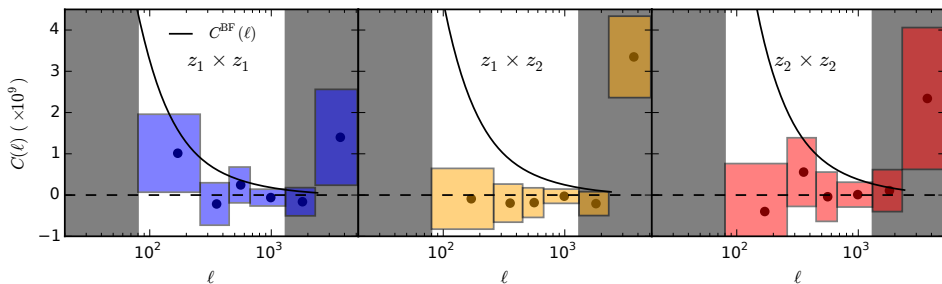 C^BF(ℓ)
z₁ × z₁
z₁ × z₂
z₂ × z₂
C(ℓ) (×10⁹)
4
3
2
1
0
−1
10² 10³ 10² 10³ 10² 10³
ℓ ℓ ℓ